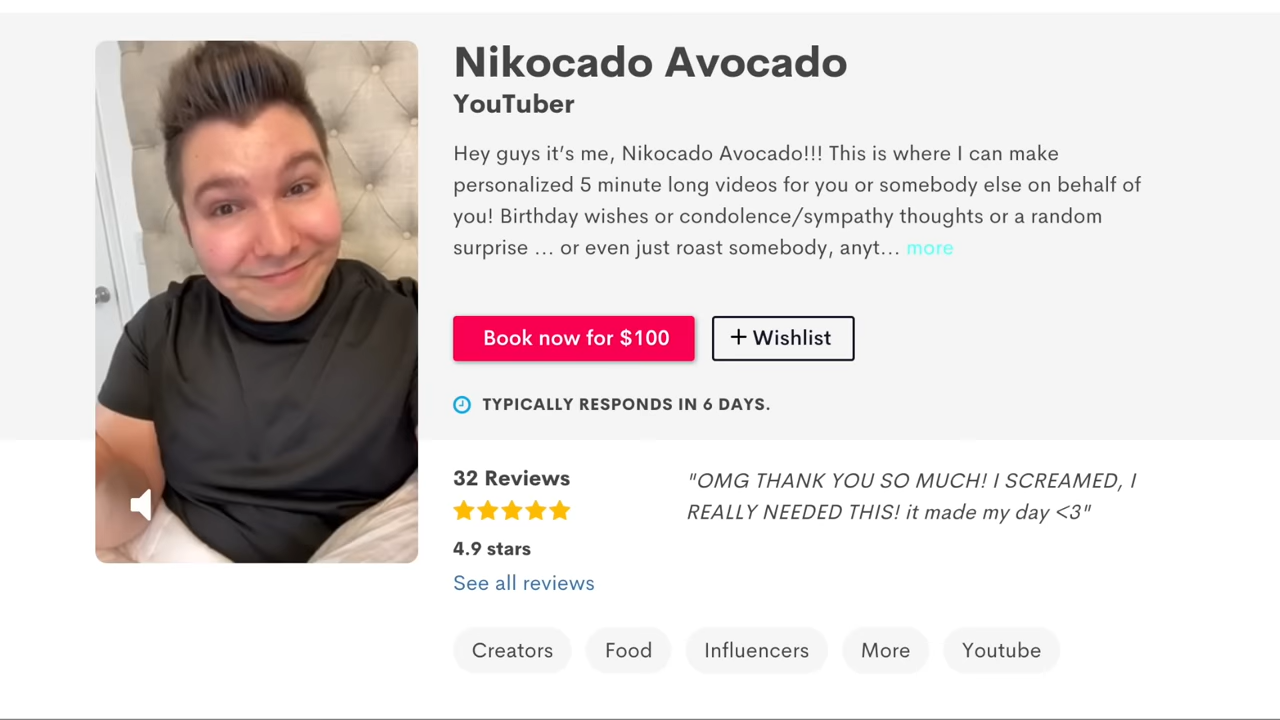 Nikocado Avocado
YouTuber
Hey guys it’s me, Nikocado Avocado!!! This is where I can make
personalized 5 minute long videos for you or somebody else on behalf of
you! Birthday wishes or condolence/sympathy thoughts or a random
surprise ... or even just roast somebody, anyt... more
Book now for $100
+ Wishlist
TYPICALLY RESPONDS IN 6 DAYS.
32 Reviews
4.9 stars
See all reviews
"OMG THANK YOU SO MUCH! I SCREAMED, I
REALLY NEEDED THIS! it made my day <3"
Creators Food Influencers More Youtube